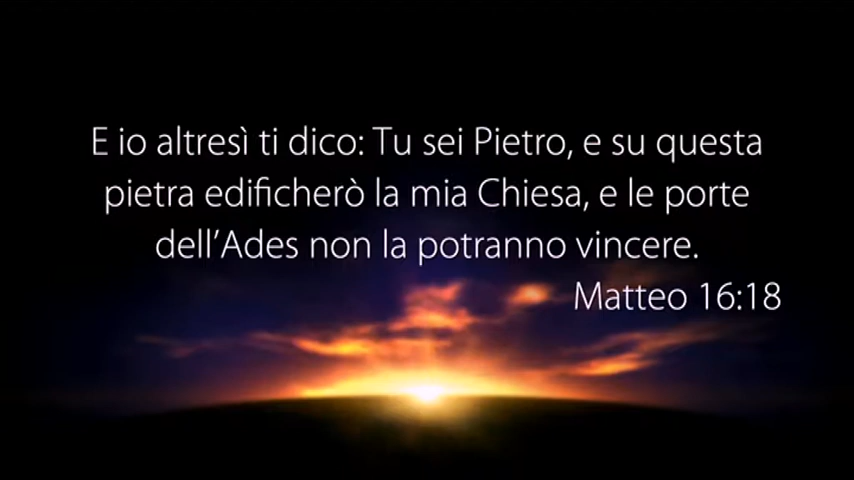 E io altresì ti dico: Tu sei Pietro, e su questa
pietra edificherò la mia Chiesa, e le porte
dell'Ades non la potranno vincere.
Matteo 16:18